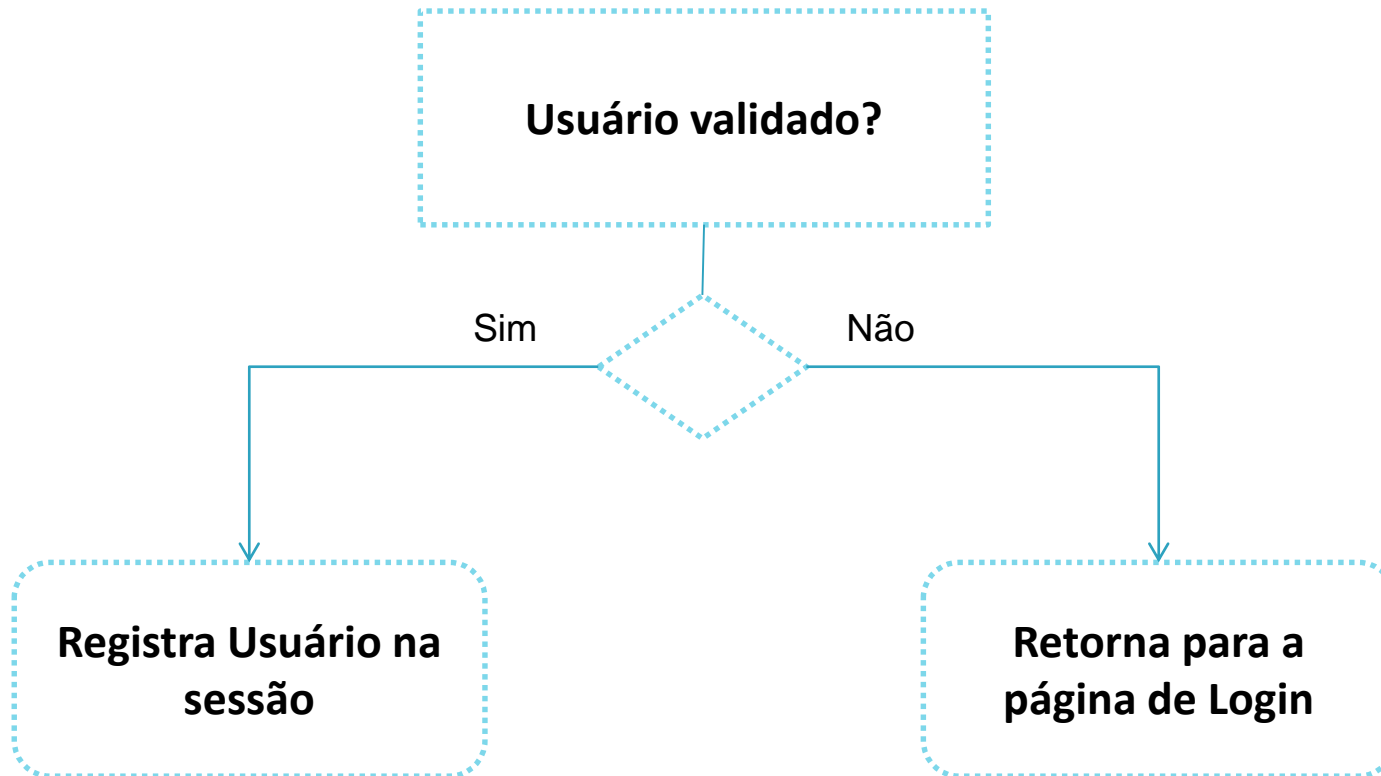 Usuário validado?
Sim
Não
Registra Usuário na
sessão
Retorna para a
página de Login